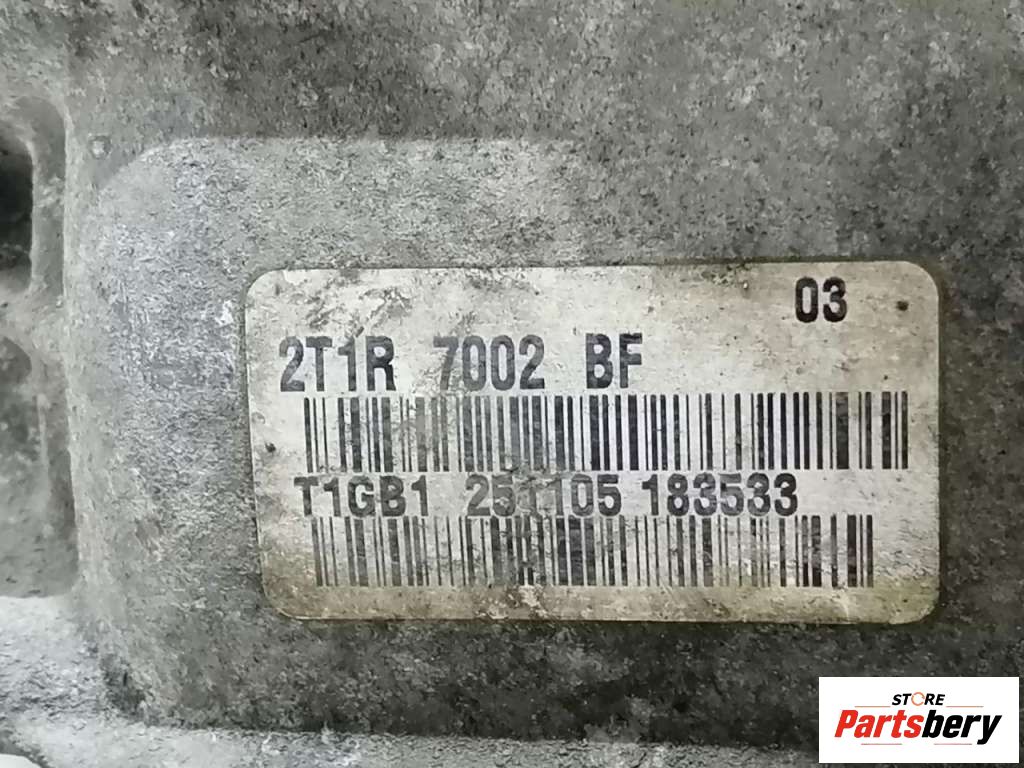 03
2T1R 7002 BF
T1GB1 251105 183533
STORE
Partsbery